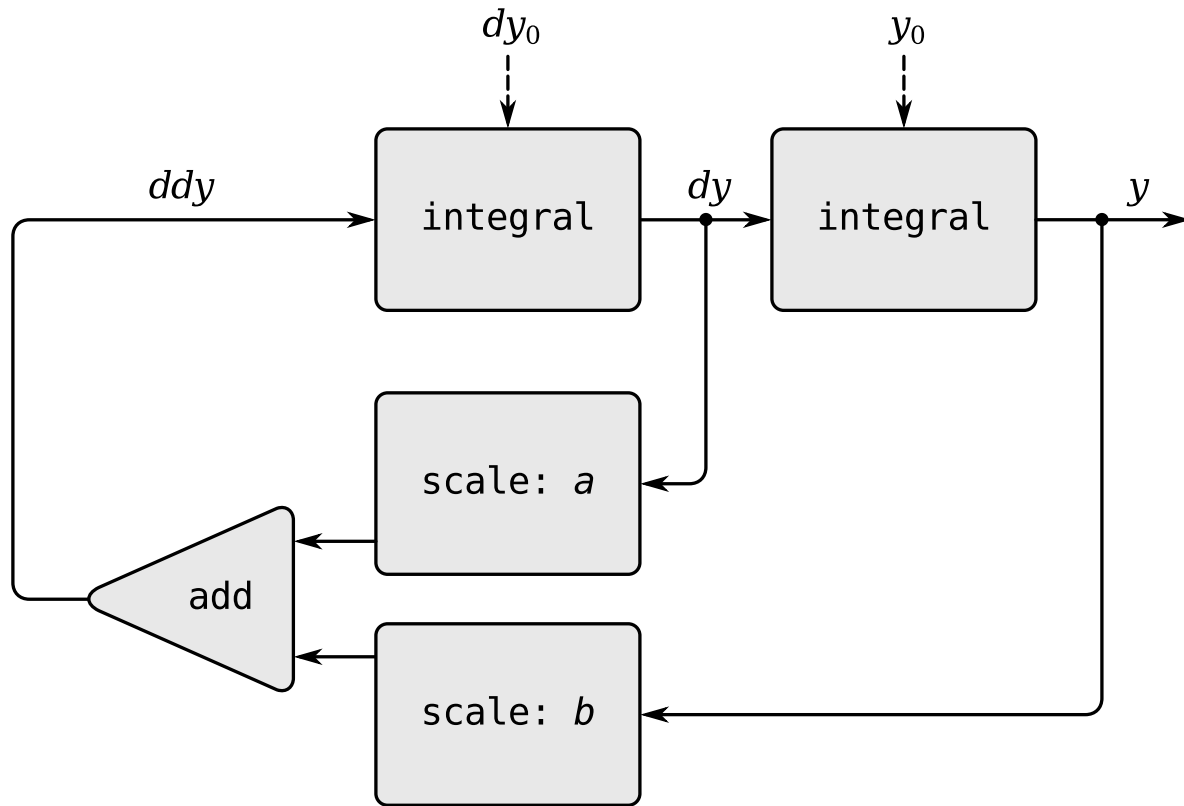 dy₀
y₀
ddy
integral
dy
integral
y
scale: a
add
scale: b